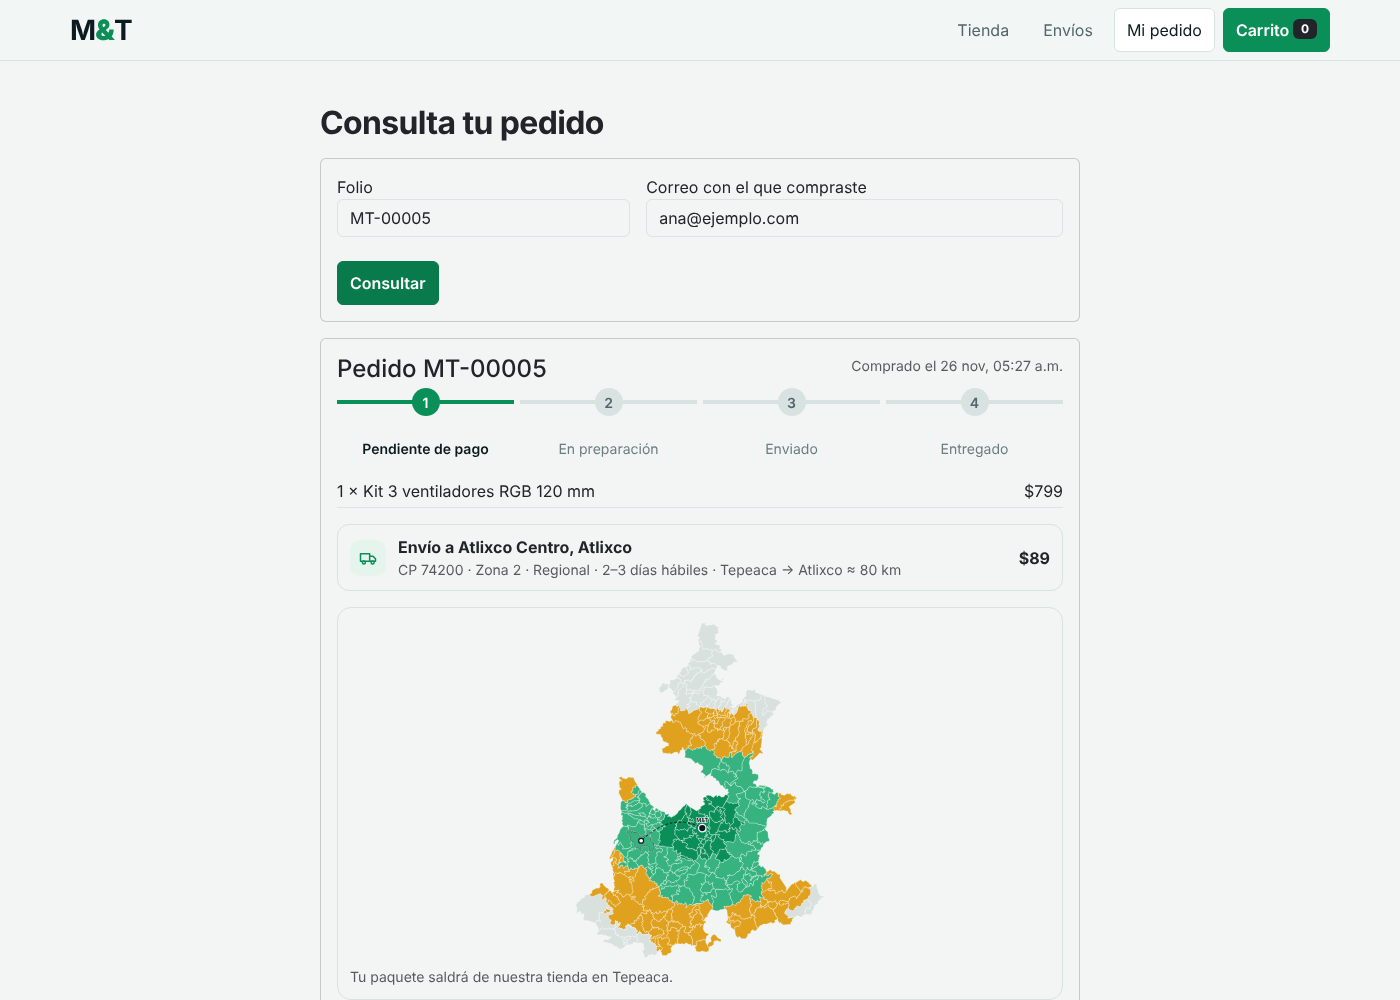 M&T
Tienda
Envíos
Mi pedido
Carrito 0
Consulta tu pedido
Folio
Correo con el que compraste
MT-00005
ana@ejemplo.com
Consultar
Pedido MT-00005
Comprado el 26 nov, 05:27 a.m.
1
2
3
4
Pendiente de pago
En preparación
Enviado
Entregado
1 × Kit 3 ventiladores RGB 120 mm
$799
Envío a Atlixco Centro, Atlixco
CP 74200 · Zona 2 · Regional · 2–3 días hábiles · Tepeaca → Atlixco ≈ 80 km
$89
M&T
Tu paquete saldrá de nuestra tienda en Tepeaca.